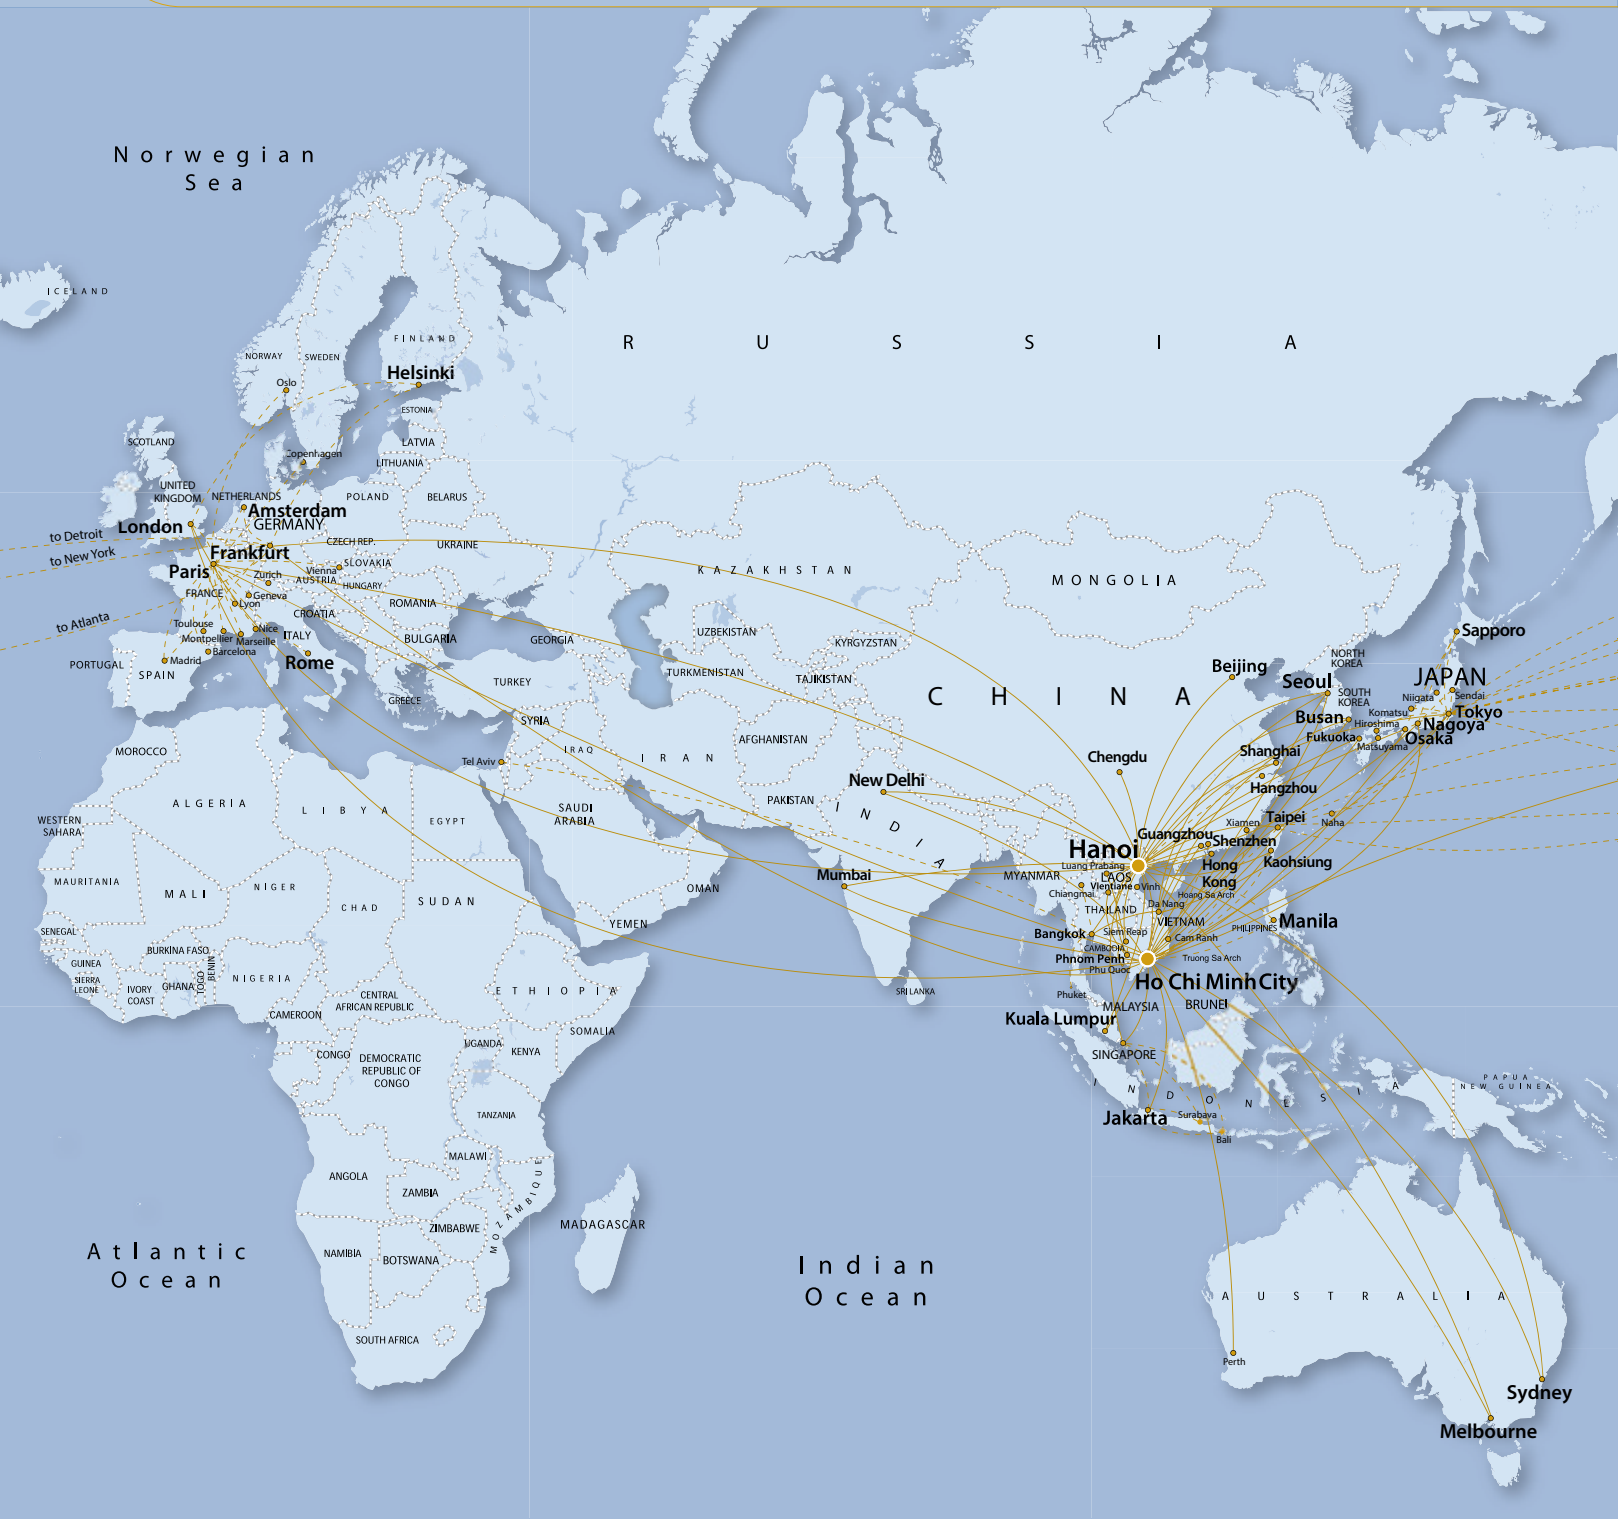 Norwegian
Sea
ICELAND
RUSSIA
FINLAND
NORWAY
SWEDEN
Helsinki
Oslo
ESTONIA
SCOTLAND
LATVIA
Copenhagen
LITHUANIA
UNITED
KINGDOM
NETHERLANDS
POLAND
BELARUS
Amsterdam
London
GERMANY
to Detroit
CZECH REP.
UKRAINE
to New York
Frankfurt
SLOVAKIA
Paris
Vienna
Zurich
AUSTRIA
HUNGARY
KAZAKHSTAN
MONGOLIA
FRANCE
Geneva
Lyon
ROMANIA
CROATIA
to Atlanta
Toulouse
Nice
ITALY
Montpellier
Marseille
BULGARIA
GEORGIA
UZBEKISTAN
KYRGYZSTAN
Sapporo
Barcelona
Madrid
PORTUGAL
SPAIN
Rome
NORTH
KOREA
Beijing
TURKMENISTAN
TAJIKISTAN
TURKEY
Seoul
JAPAN
GREECE
CHINA
SOUTH
KOREA
Niigata
Sendai
Komatsu
Tokyo
SYRIA
Busan
Hiroshima
Nagoya
Fukuoka
Osaka
Matsuyama
AFGHANISTAN
MOROCCO
IRAQ
IRAN
Shanghai
Chengdu
Tel Aviv
New Delhi
Hangzhou
PAKISTAN
INDIA
ALGERIA
LIBYA
EGYPT
SAUDI
ARABIA
WESTERN
SAHARA
Xiamen
Taipei
Naha
Guangzhou
Shenzhen
Hanoi
Kaohsiung
Luang Prabang
Hong
Kong
MYANMAR
LAOS
Mumbai
MAURITANIA
MALI
NIGER
CHAD
SUDAN
OMAN
Chiangmai
Vientiane
Vinh
Hoang Sa Arch
Da Nang
THAILAND
VIETNAM
YEMEN
SENEGAL
Manila
PHILIPPINES
Bangkok
Siem Reap
Cam Ranh
BURKINA FASO
CAMBODIA
GUINEA
BENIN
TOGO
Phnom Penh
Truong Sa Arch
Phu Quoc
SIERRA
LEONE
IVORY
COAST
GHANA
NIGERIA
ETHIOPIA
SRI LANKA
Ho Chi Minh City
Phuket
CENTRAL
AFRICAN REPUBLIC
MALAYSIA
BRUNEI
CAMEROON
Kuala Lumpur
SOMALIA
UGANDA
KENYA
CONGO
DEMOCRATIC
REPUBLIC OF
CONGO
SINGAPORE
INDONESIA
PAPUA
NEW GUINEA
TANZANIA
Jakarta
Surabaya
Bali
MALAWI
ANGOLA
ZAMBIA
MOZAMBIQUE
ZIMBABWE
MADAGASCAR
Atlantic
Ocean
NAMIBIA
BOTSWANA
Indian
Ocean
AUSTRALIA
SOUTH AFRICA
Perth
Sydney
Melbourne